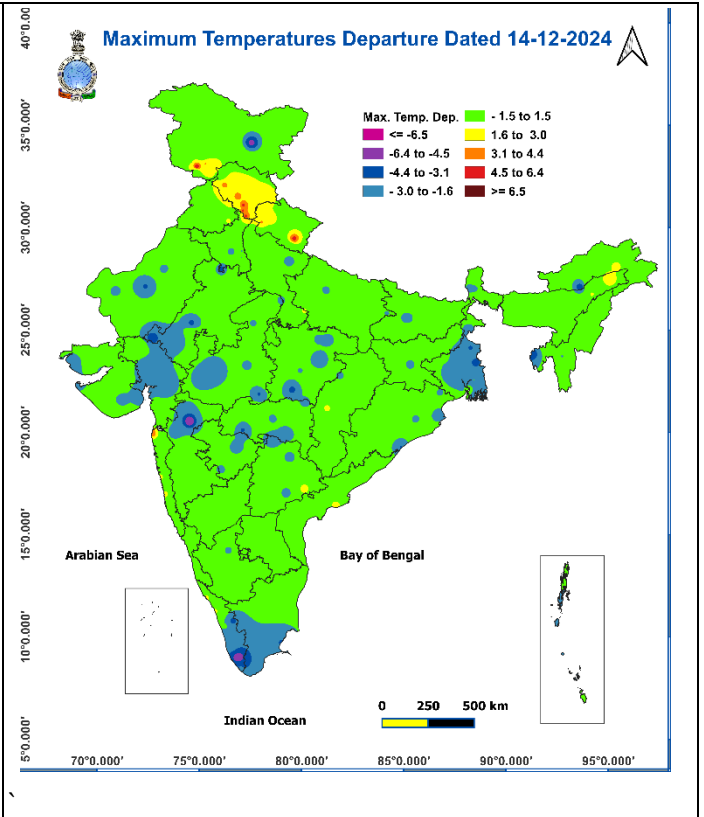 Maximum Temperatures Departure Dated 14-12-2024
Max. Temp. Dep.
<= -6.5
-6.4 to -4.5
-4.4 to -3.1
- 3.0 to -1.6
- 1.5 to 1.5
1.6 to 3.0
3.1 to 4.4
4.5 to 6.4
>= 6.5
40°0.000'
35°0.000'
30°0.000'
25°0.000'
20°0.000'
15°0.000'
10°0.000'
5°0.000'
Arabian Sea
Bay of Bengal
Indian Ocean
0 250 500 km
70°0.000' 75°0.000' 80°0.000' 85°0.000' 90°0.000' 95°0.000'
`